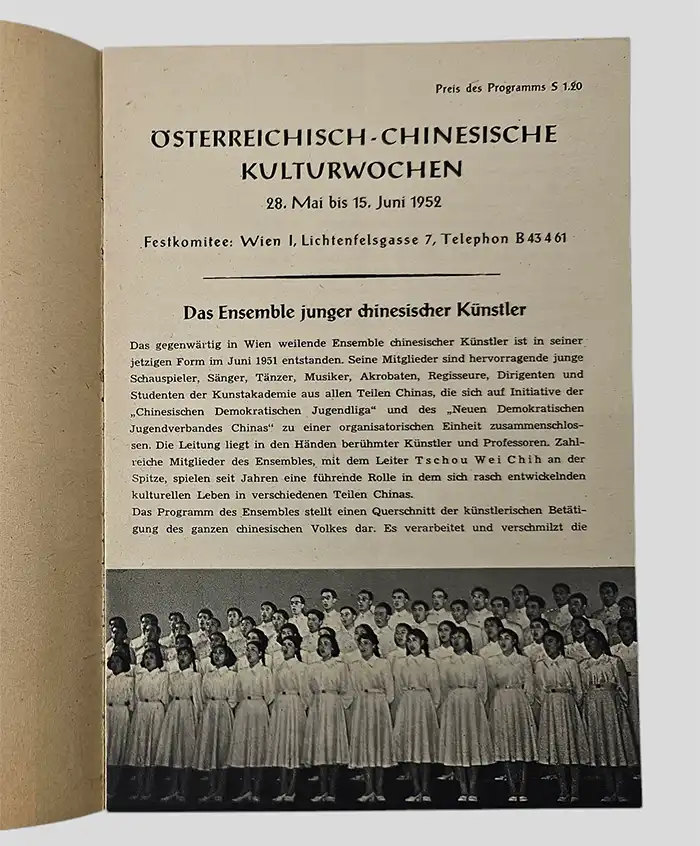 Preis des Programms S 1.20
ÖSTERREICHISCH-CHINESISCHE
KULTURWOCHEN
28. Mai bis 15. Juni 1952
Festkomitee: Wien I, Lichtenfelsgasse 7, Telephon B 43 4 61
Das Ensemble junger chinesischer Künstler
Das gegenwärtig in Wien weilende Ensemble chinesischer Künstler ist in seiner
jetzigen Form im Juni 1951 entstanden. Seine Mitglieder sind hervorragende junge
Schauspieler, Sänger, Tänzer, Musiker, Akrobaten, Regisseure, Dirigenten und
Studenten der Kunstakademie aus allen Teilen Chinas, die sich auf Initiative der
„Chinesischen Demokratischen Jugendliga“ und des „Neuen Demokratischen
Jugendverbandes Chinas“ zu einer organisatorischen Einheit zusammenschlos-
sen. Die Leitung liegt in den Händen berühmter Künstler und Professoren. Zahl-
reiche Mitglieder des Ensembles, mit dem Leiter Tschou Wei Chih an der
Spitze, spielen seit Jahren eine führende Rolle in dem sich rasch entwickelnden
kulturellen Leben in verschiedenen Teilen Chinas.
Das Programm des Ensembles stellt einen Querschnitt der künstlerischen Betäti-
gung des ganzen chinesischen Volkes dar. Es verarbeitet und verschmilzt die